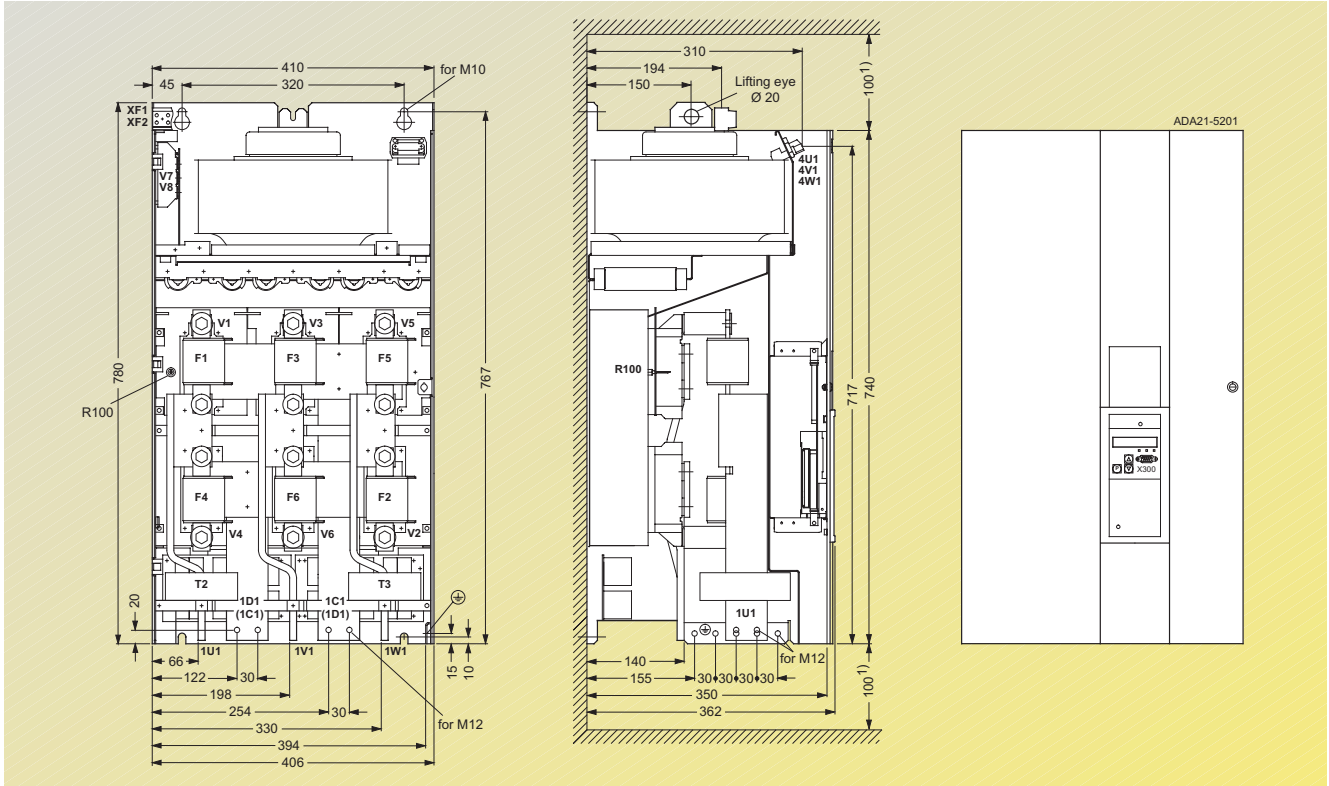 410
45
320
for M10
XF1
XF2
V7
V8
780
767
V1
V3
V5
F1
F3
F5
R100
F4
F6
F2
V4
V6
V2
T2
T3
1D1
(1C1)
1C1
(1D1)
20
1U1
1V1
1W1
15
10
66
122
30
198
254
30
330
394
406
for M12
310
194
150
Lifting eye
Ø 20
100 1)
4U1
4V1
4W1
R100
717
740
1U1
for M12
140
155
30
30
30
30
350
362
100 1)
ADA21-5201
P
X300